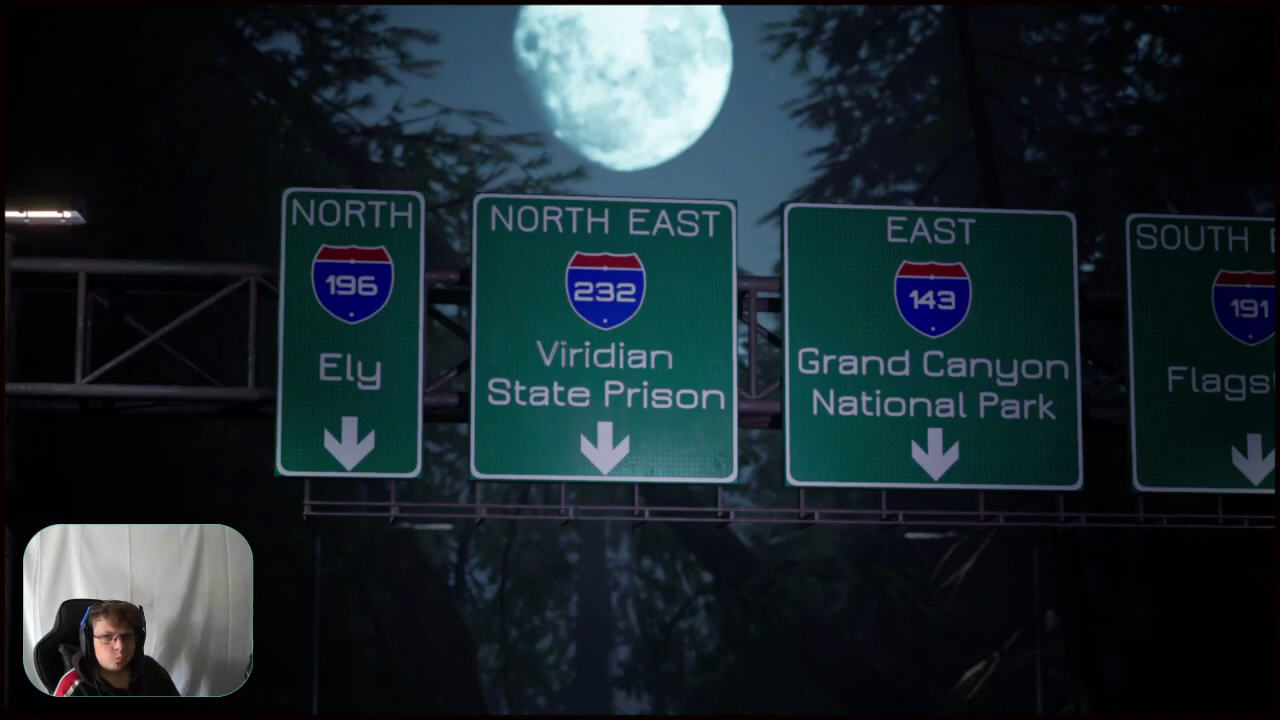 NORTH
196
Ely
NORTH EAST
232
Viridian
State Prison
EAST
143
Grand Canyon
National Park
SOUTH
191